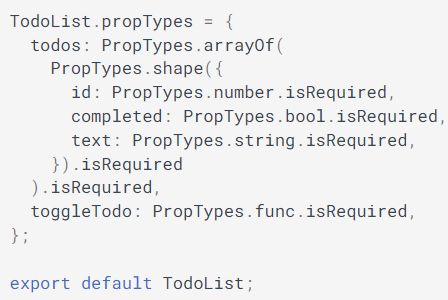 TodoList.propTypes = {
  todos: PropTypes.arrayOf(
    PropTypes.shape({
      id: PropTypes.number.isRequired,
      completed: PropTypes.bool.isRequired,
      text: PropTypes.string.isRequired,
    }).isRequired
  ).isRequired,
  toggleTodo: PropTypes.func.isRequired,
};

export default TodoList;